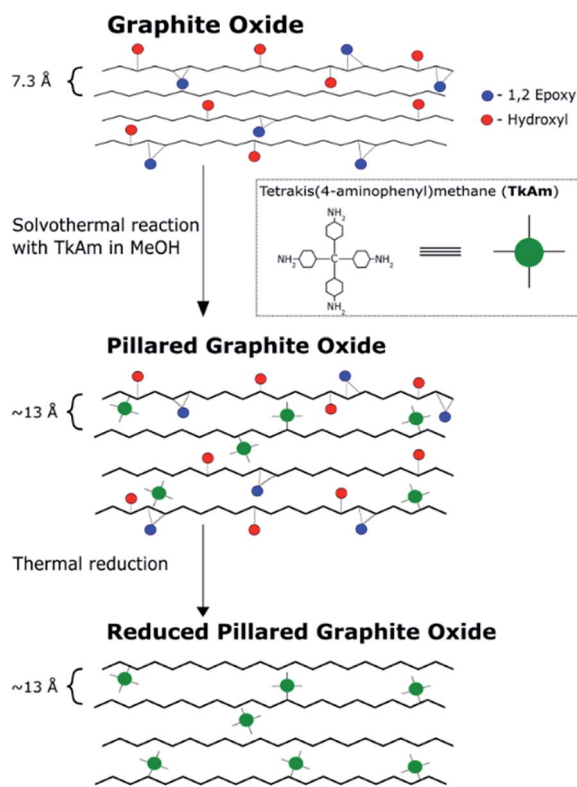 Graphite Oxide
7.3 Å
- 1,2 Epoxy
- Hydroxyl
Tetrakis(4-aminophenyl)methane (TkAm)
NH2
NH2
C
NH2
NH2
Solvothermal reaction
with TkAm in MeOH
Pillared Graphite Oxide
~13 Å
Thermal reduction
Reduced Pillared Graphite Oxide
~13 Å